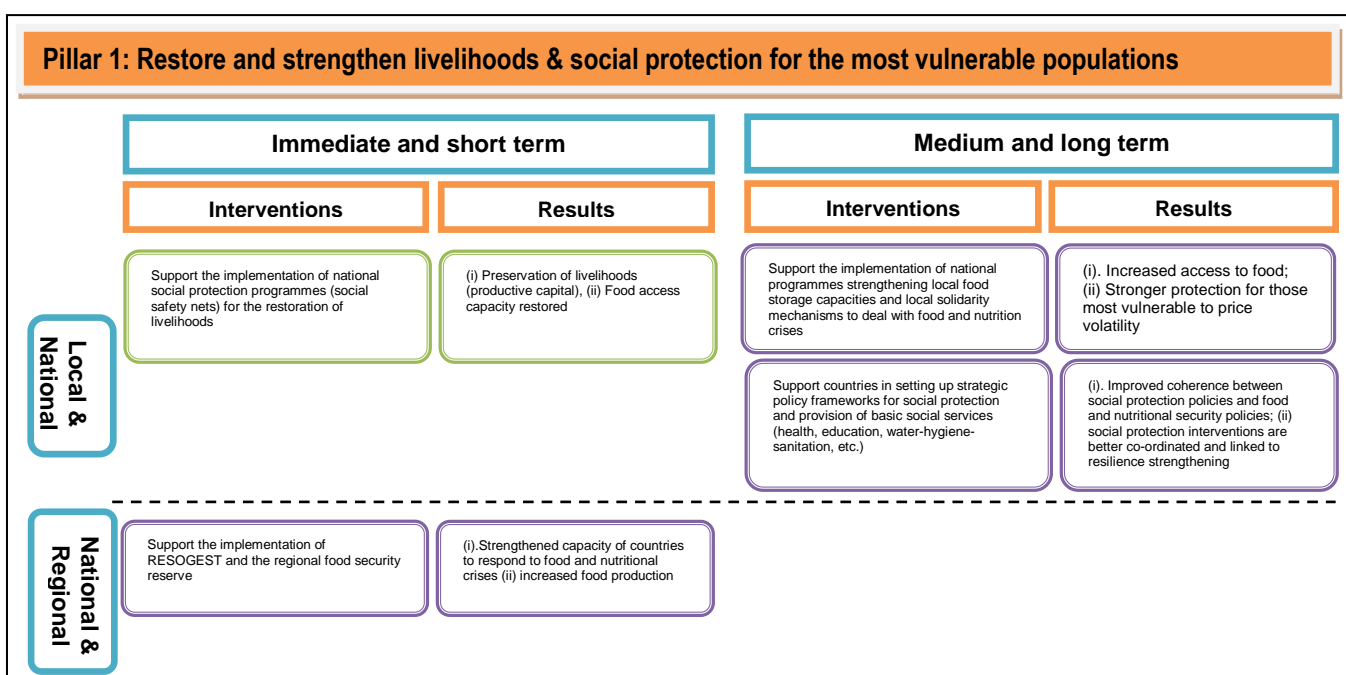 Pillar 1: Restore and strengthen livelihoods & social protection for the most vulnerable populations
Immediate and short term
Medium and long term
Interventions
Results
Interventions
Results
Local &
National
Support the implementation of national
social protection programmes (social
safety nets) for the restoration of
livelihoods
(i) Preservation of livelihoods
(productive capital), (ii) Food access
capacity restored
Support the implementation of national
programmes strengthening local food
storage capacities and local solidarity
mechanisms to deal with food and nutrition
crises
(i). Increased access to food;
(ii) Stronger protection for those
most vulnerable to price
volatility
Support countries in setting up strategic
policy frameworks for social protection
and provision of basic social services
(health, education, water-hygiene-
sanitation, etc.)
(i). Improved coherence between
social protection policies and food
and nutritional security policies; (ii)
social protection interventions are
better co-ordinated and linked to
resilience strengthening
National &
Regional
Support the implementation of
RESOGEST and the regional food security
reserve
(i).Strengthened capacity of countries
to respond to food and nutritional
crises (ii) increased food production